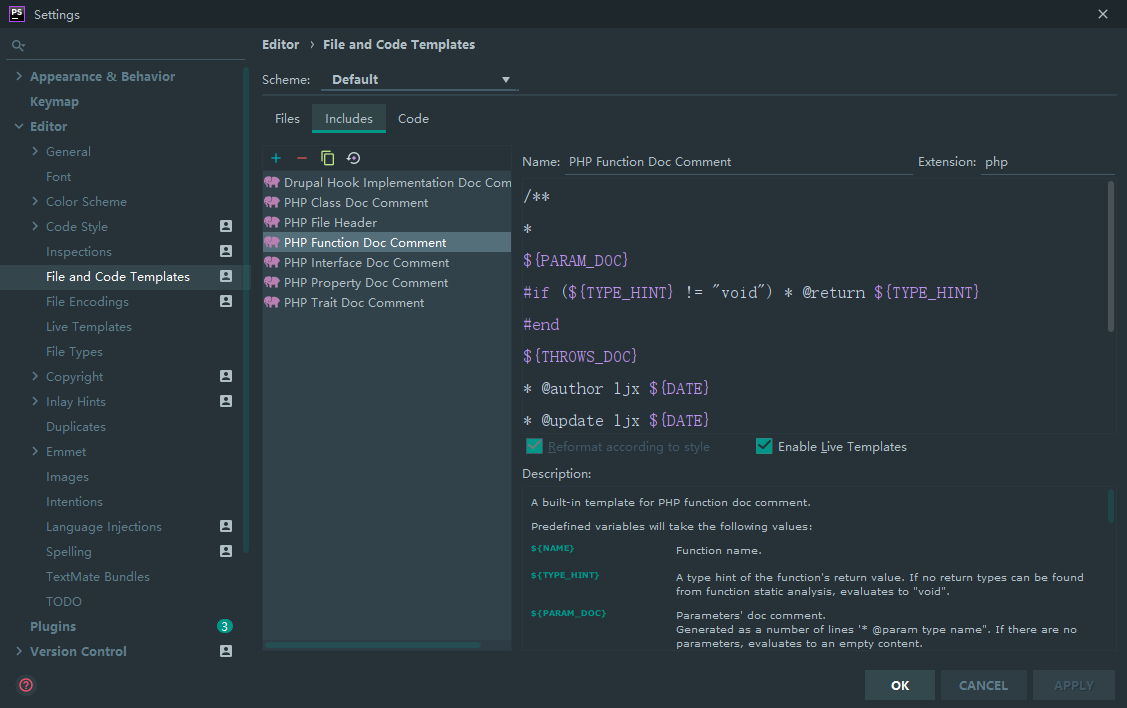 PS Settings
Editor › File and Code Templates
Scheme: Default
Files Includes Code
Appearance & Behavior
Keymap
Editor
General
Font
Color Scheme
Code Style
Inspections
File and Code Templates
File Encodings
Live Templates
File Types
Copyright
Inlay Hints
Duplicates
Emmet
Images
Intentions
Language Injections
Spelling
TextMate Bundles
TODO
Plugins 3
Version Control
Drupal Hook Implementation Doc Com
PHP Class Doc Comment
PHP File Header
PHP Function Doc Comment
PHP Interface Doc Comment
PHP Property Doc Comment
PHP Trait Doc Comment
Name: PHP Function Doc Comment Extension: php
/**
*
${PARAM_DOC}
#if (${TYPE_HINT} != "void") * @return ${TYPE_HINT}
#end
${THROWS_DOC}
* @author ljx ${DATE}
* @update ljx ${DATE}
Reformat according to style Enable Live Templates
Description:
A built-in template for PHP function doc comment.
Predefined variables will take the following values:
${NAME} Function name.
${TYPE_HINT} A type hint of the function's return value. If no return types can be found
from function static analysis, evaluates to "void".
${PARAM_DOC} Parameters' doc comment.
Generated as a number of lines '* @param type name". If there are no
parameters, evaluates to an empty content.
? OK CANCEL APPLY